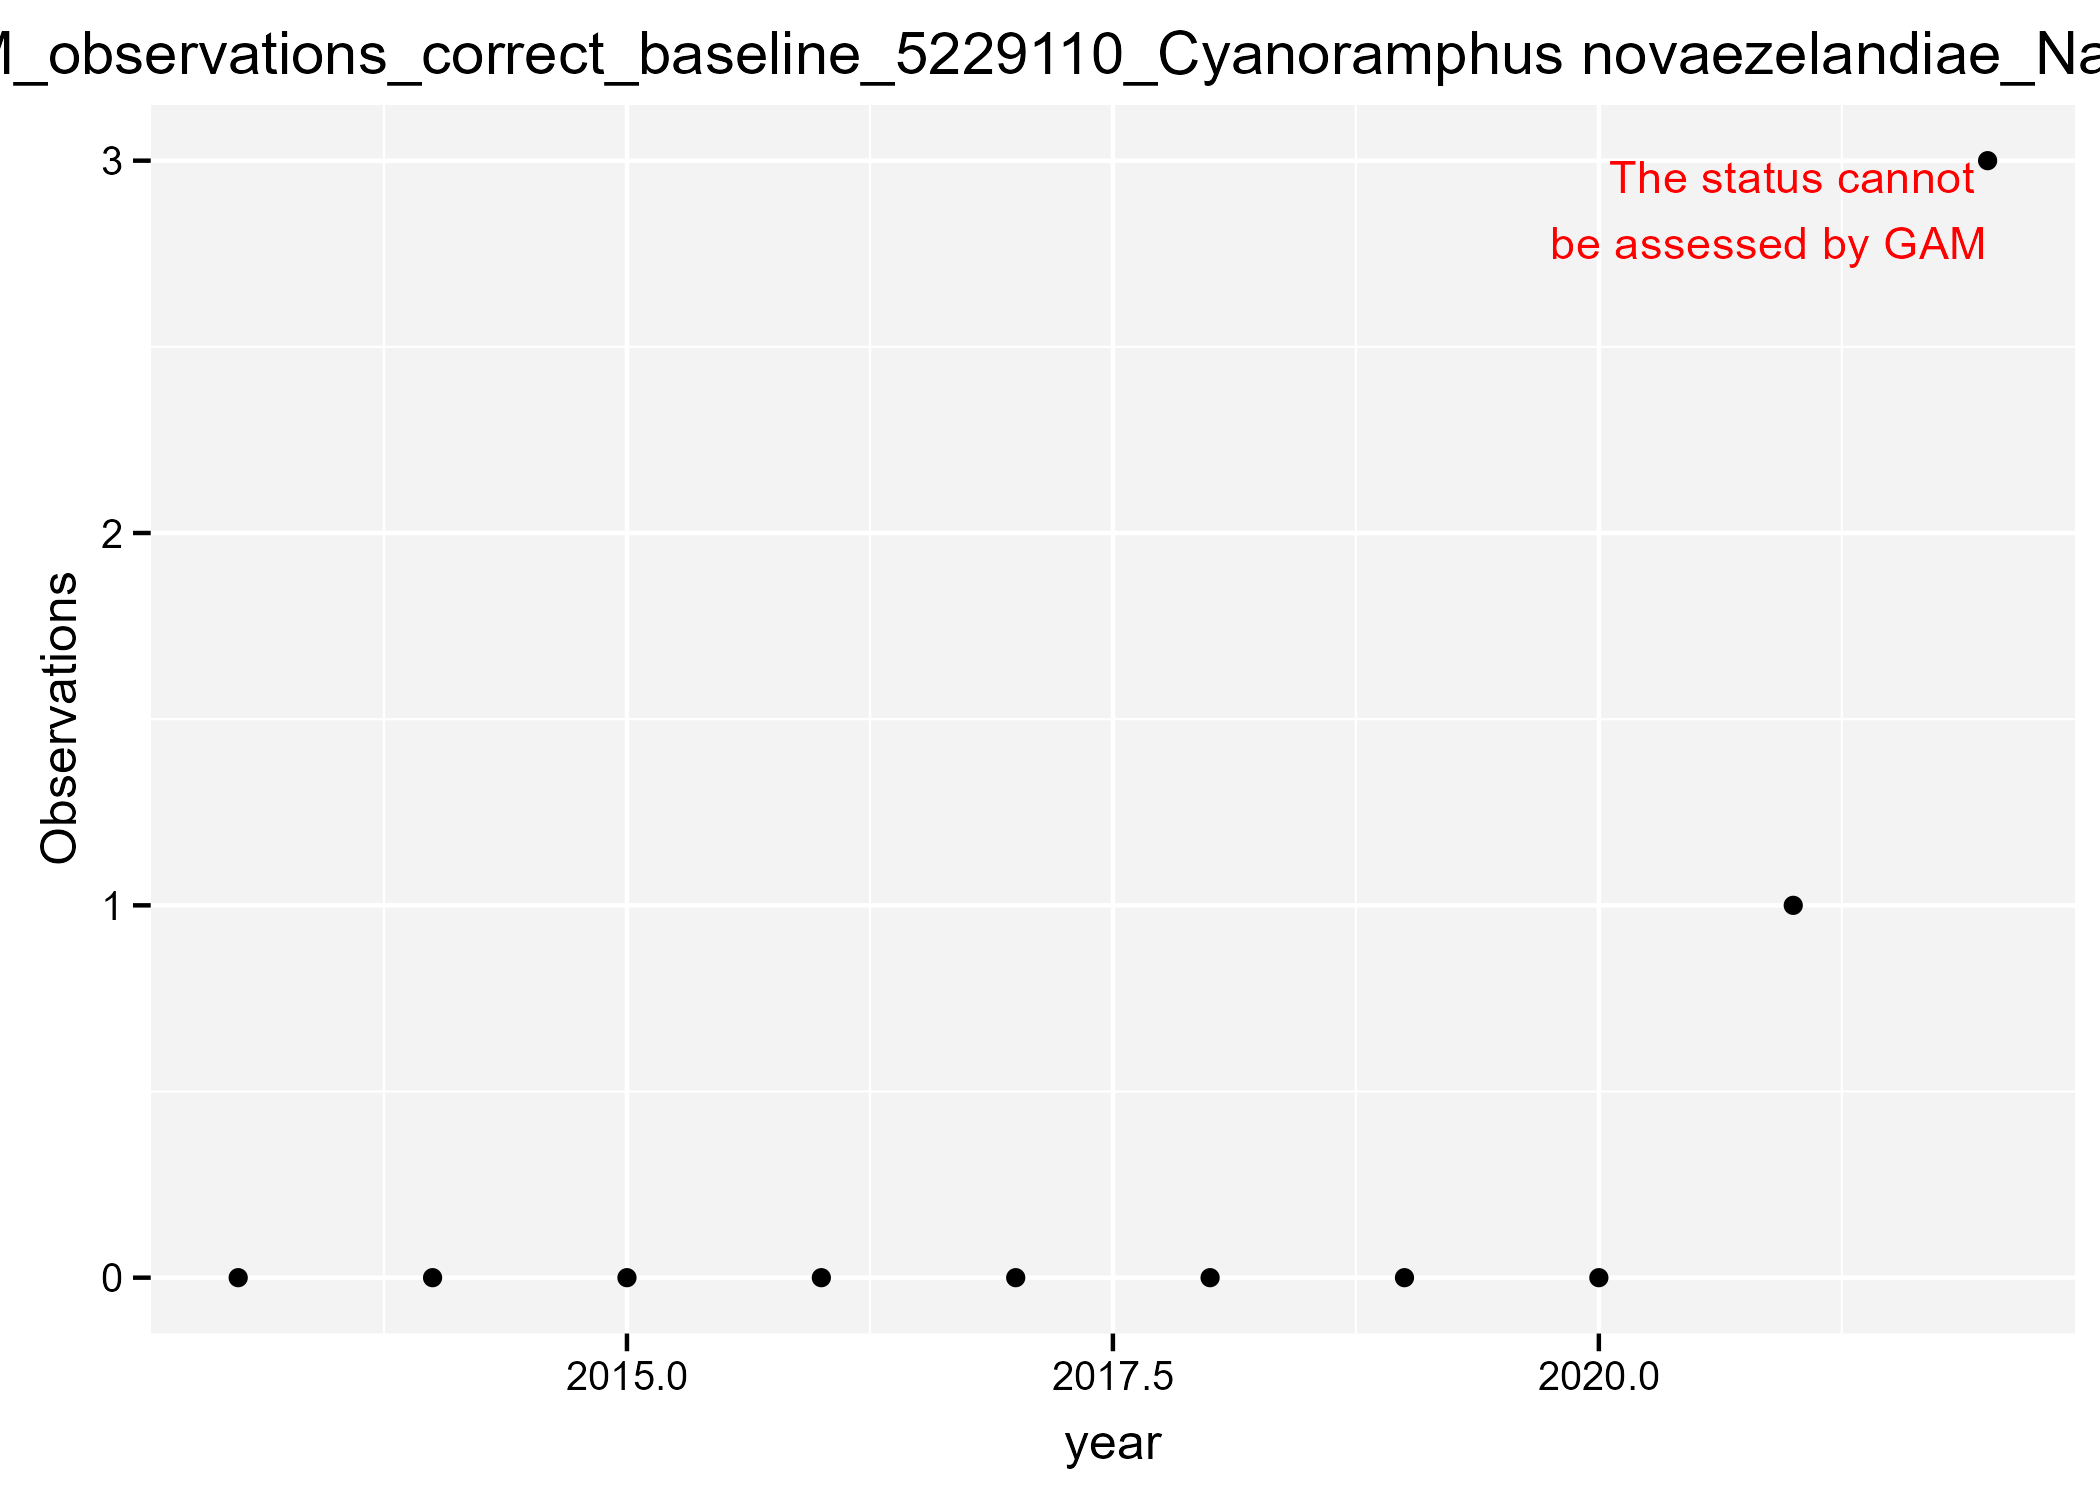 _observations_correct_baseline_5229110_Cyanoramphus novaezelandiae_Na
3
The status cannot
be assessed by GAM
2
Observations
1
0
2015.0
2017.5
2020.0
year